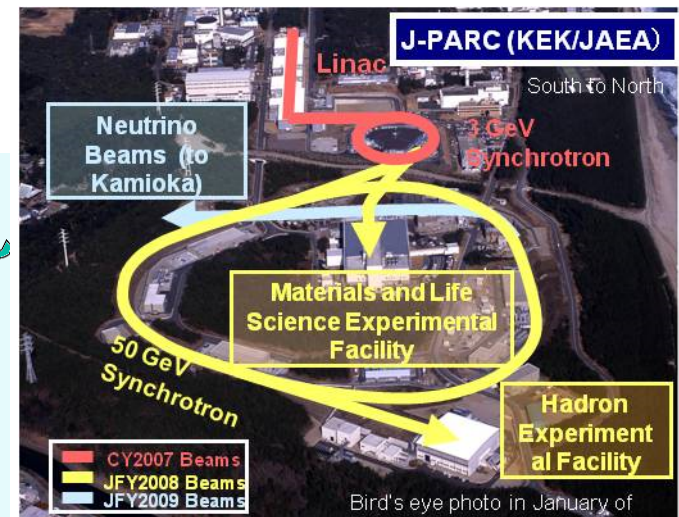 J-PARC (KEK/JAEA）
Linac
South to North
Neutrino
Beams (to
Kamioka)
3 GeV
Synchrotron
Materials and Life
Science Experimental
Facility
50 GeV
Synchrotron
Hadron
Experiment
al Facility
CY2007 Beams
JFY2008 Beams
JFY2009 Beams
Bird's eye photo in January of